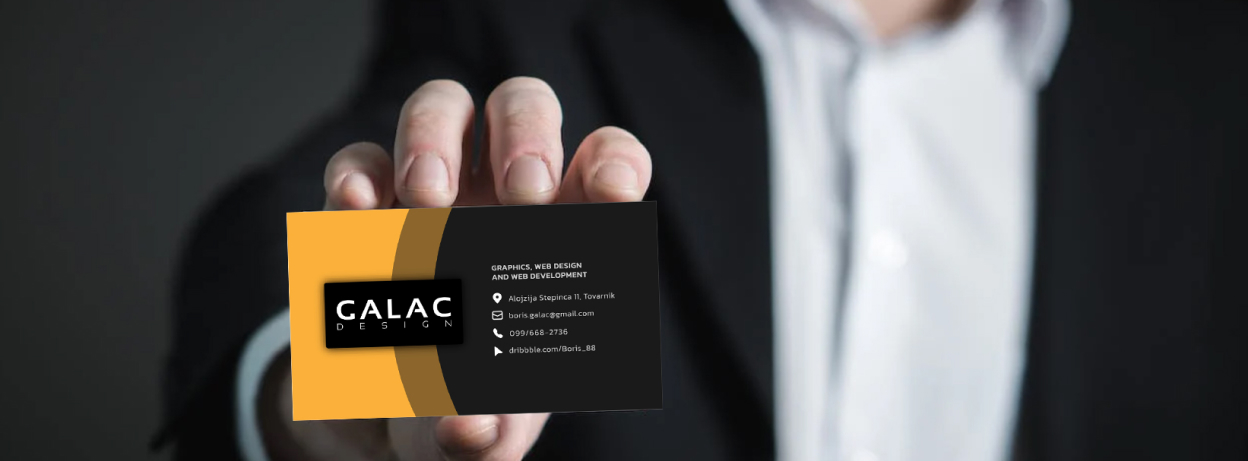 GALAC
DESIGN
GRAPHICS, WEB DESIGN
AND WEB DEVELOPMENT
Alojzija Stepinca 11, Tovarnik
boris.galac@gmail.com
099/668-2736
dribbble.com/Boris_88